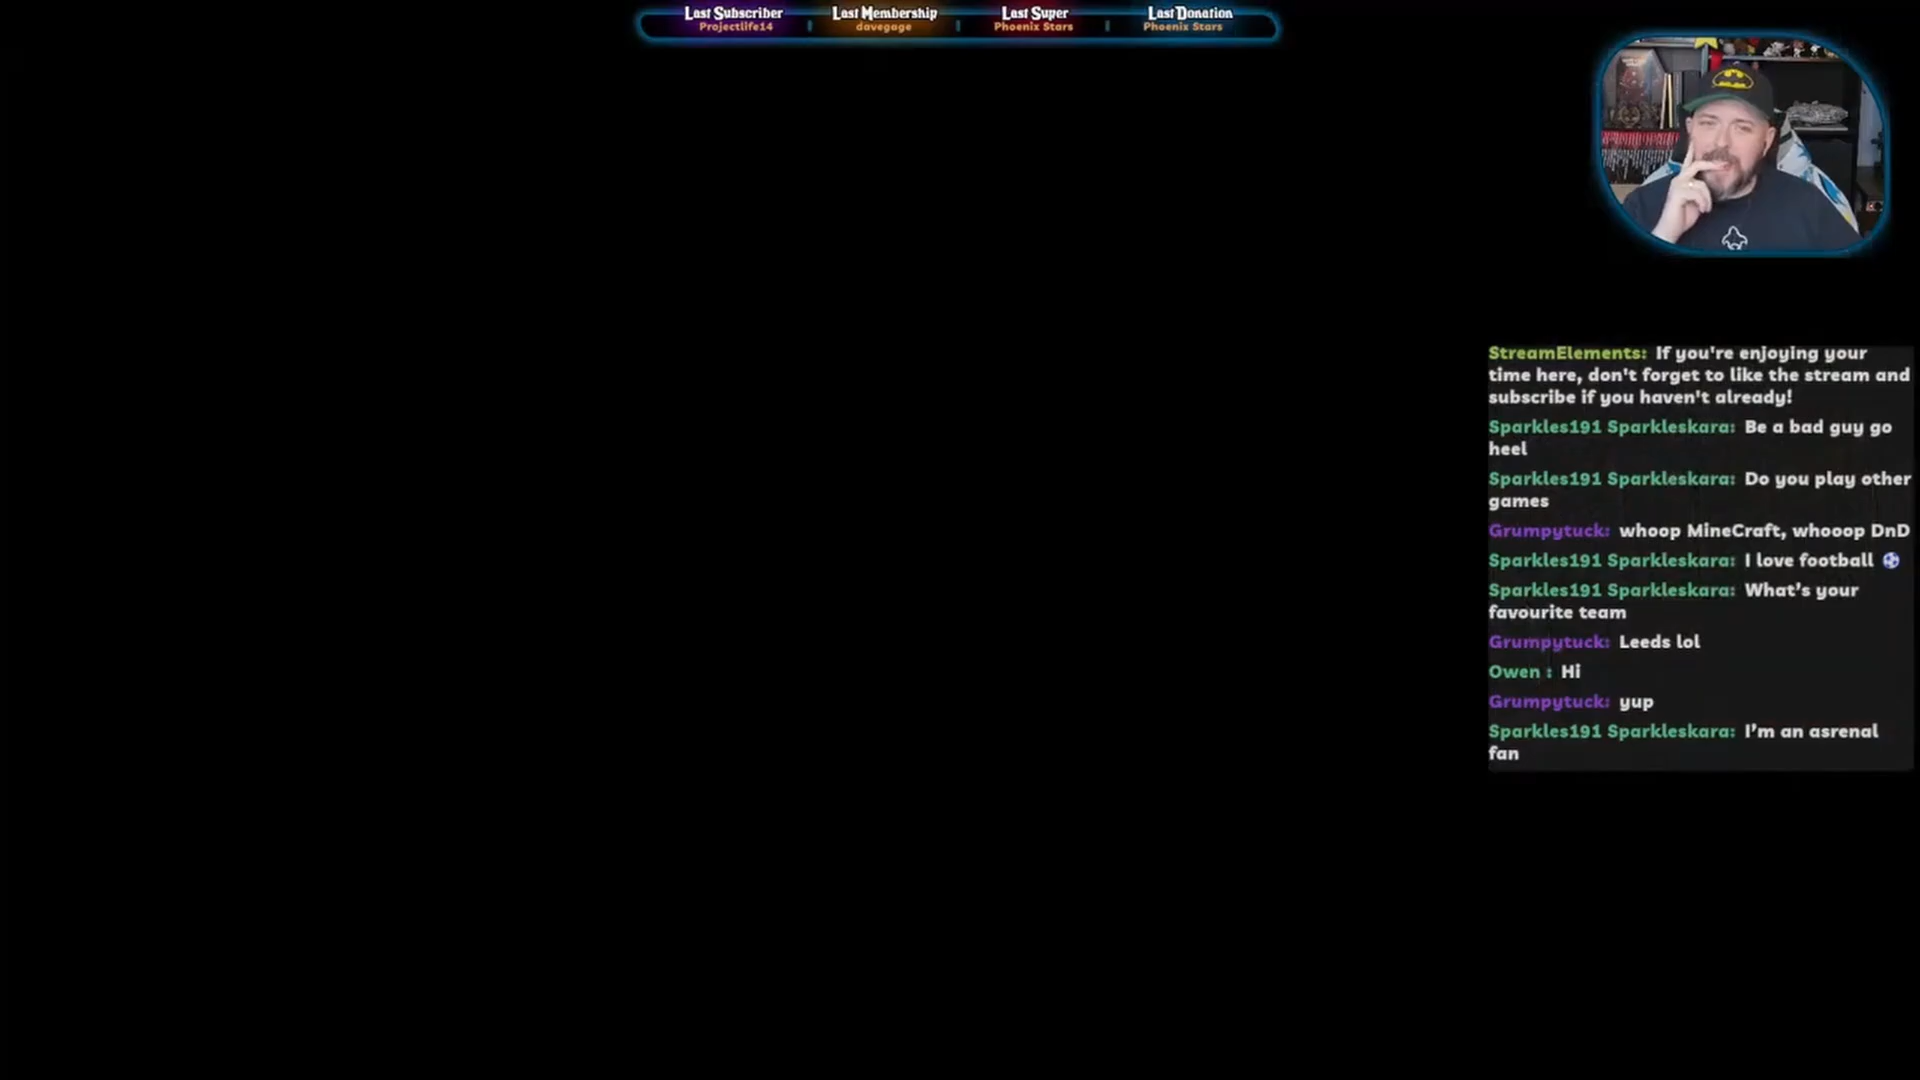 Last Subscriber
Projectlife14
Last Membership
davegage
Last Super
Phoenix Stars
Last Donation
Phoenix Stars
StreamElements: If you're enjoying your
time here, don't forget to like the stream and
subscribe if you haven't already!
Sparkles191 Sparkleskara: Be a bad guy go
heel
Sparkles191 Sparkleskara: Do you play other
games
Grumpytuck: whoop MineCraft, whooop DnD
Sparkles191 Sparkleskara: I love football ⚽
Sparkles191 Sparkleskara: What's your
favourite team
Grumpytuck: Leeds lol
Owen : Hi
Grumpytuck: yup
Sparkles191 Sparkleskara: I'm an asrenal
fan